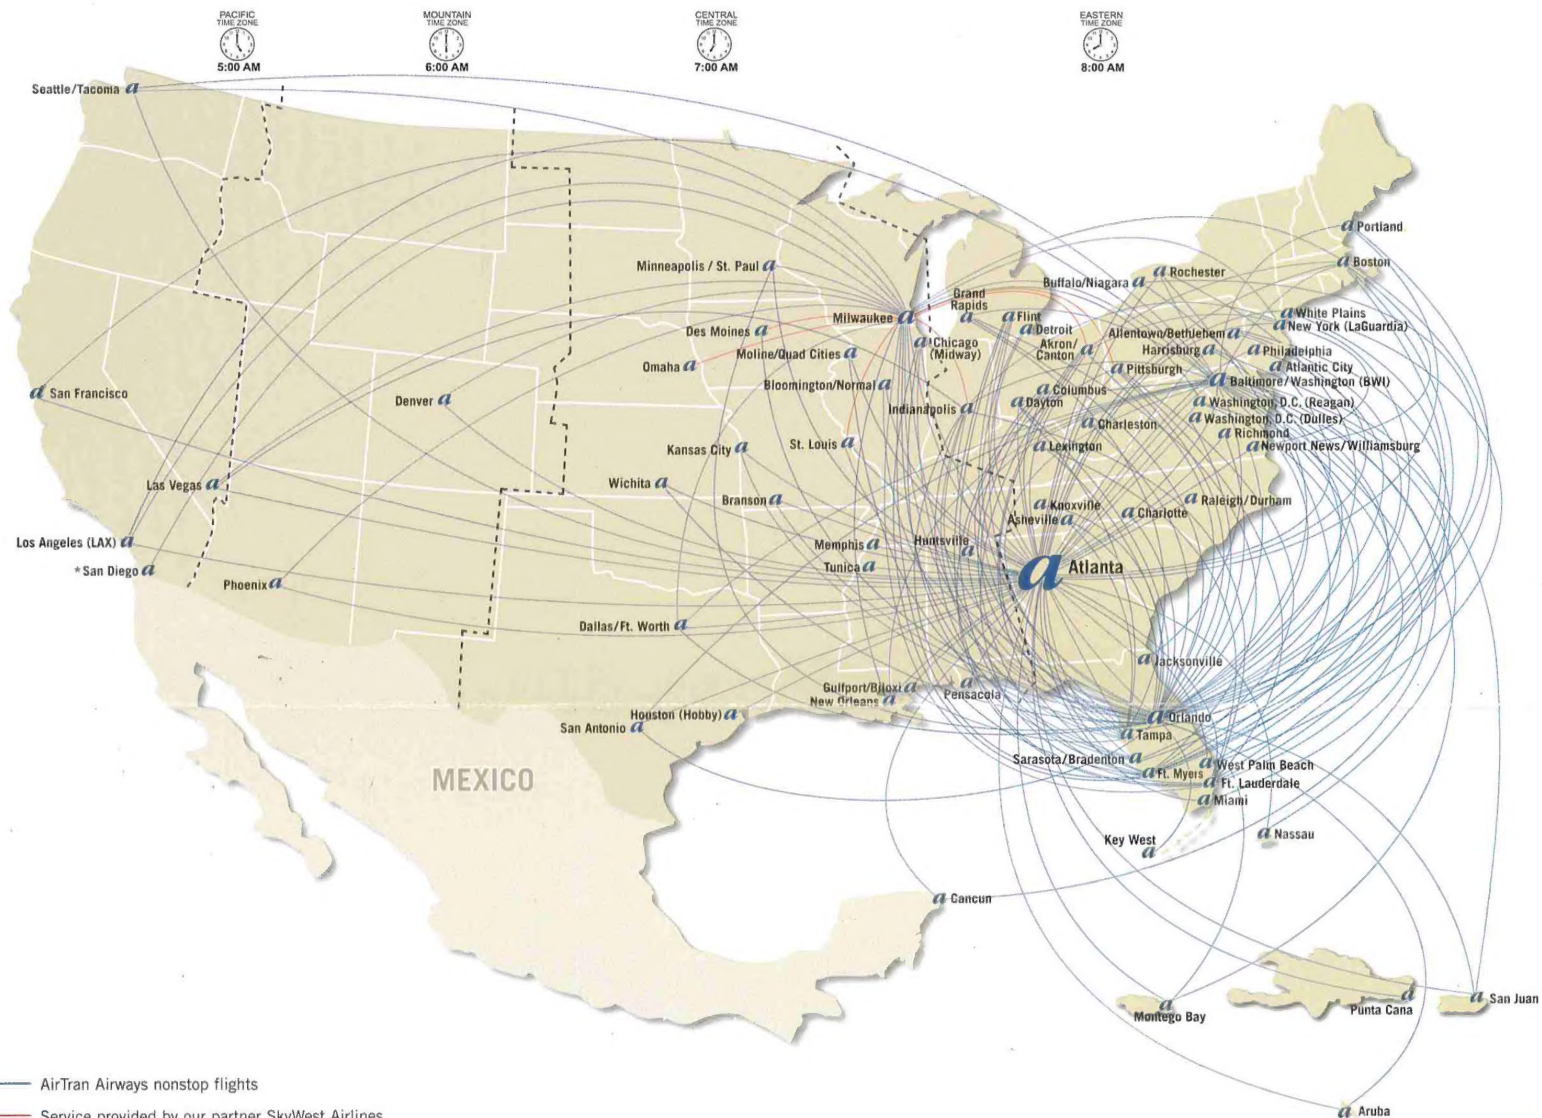 PACIFIC
TIME ZONE
5:00 AM
MOUNTAIN
TIME ZONE
6:00 AM
CENTRAL
TIME ZONE
7:00 AM
EASTERN
TIME ZONE
8:00 AM
Seattle/Tacoma
Portland
Boston
Minneapolis / St. Paul
Rochester
Buffalo/Niagara
Grand
Rapids
Milwaukee
Flint
White Plains
New York (LaGuardia)
Des Moines
Detroit
Allentown/Bethlehem
Chicago
(Midway)
Akron/
Canton
Harrisburg
Philadelphia
Moline/Quad Cities
Omaha
Pittsburgh
Atlantic City
Bloomington/Normal
Baltimore/Washington (BWI)
San Francisco
Denver
Columbus
Indianapolis
Dayton
Washington, D.C. (Reagan)
Washington, D.C. (Dulles)
Charleston
Richmond
Kansas City
St. Louis
Lexington
Newport News/Williamsburg
Las Vegas
Wichita
Branson
Knoxville
Raleigh/Durham
Asheville
Charlotte
Los Angeles (LAX)
Memphis
Huntsville
*San Diego
Tunica
a Atlanta
Phoenix
Dallas/Ft. Worth
Jacksonville
Gulfport/Biloxi
Pensacola
New Orleans
Houston (Hobby)
Orlando
San Antonio
Tampa
Sarasota/Bradenton
West Palm Beach
Ft. Myers
Ft. Lauderdale
MEXICO
Miami
Key West
Nassau
Cancun
Montego Bay
Punta Cana
San Juan
AirTran Airways nonstop flights
Service provided by our partner SkyWest Airlines
Aruba